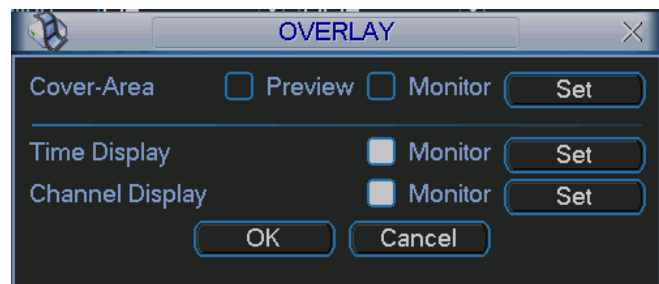 OVERLAY
Cover-Area Preview Monitor Set
Time Display Monitor Set
Channel Display Monitor Set
OK Cancel